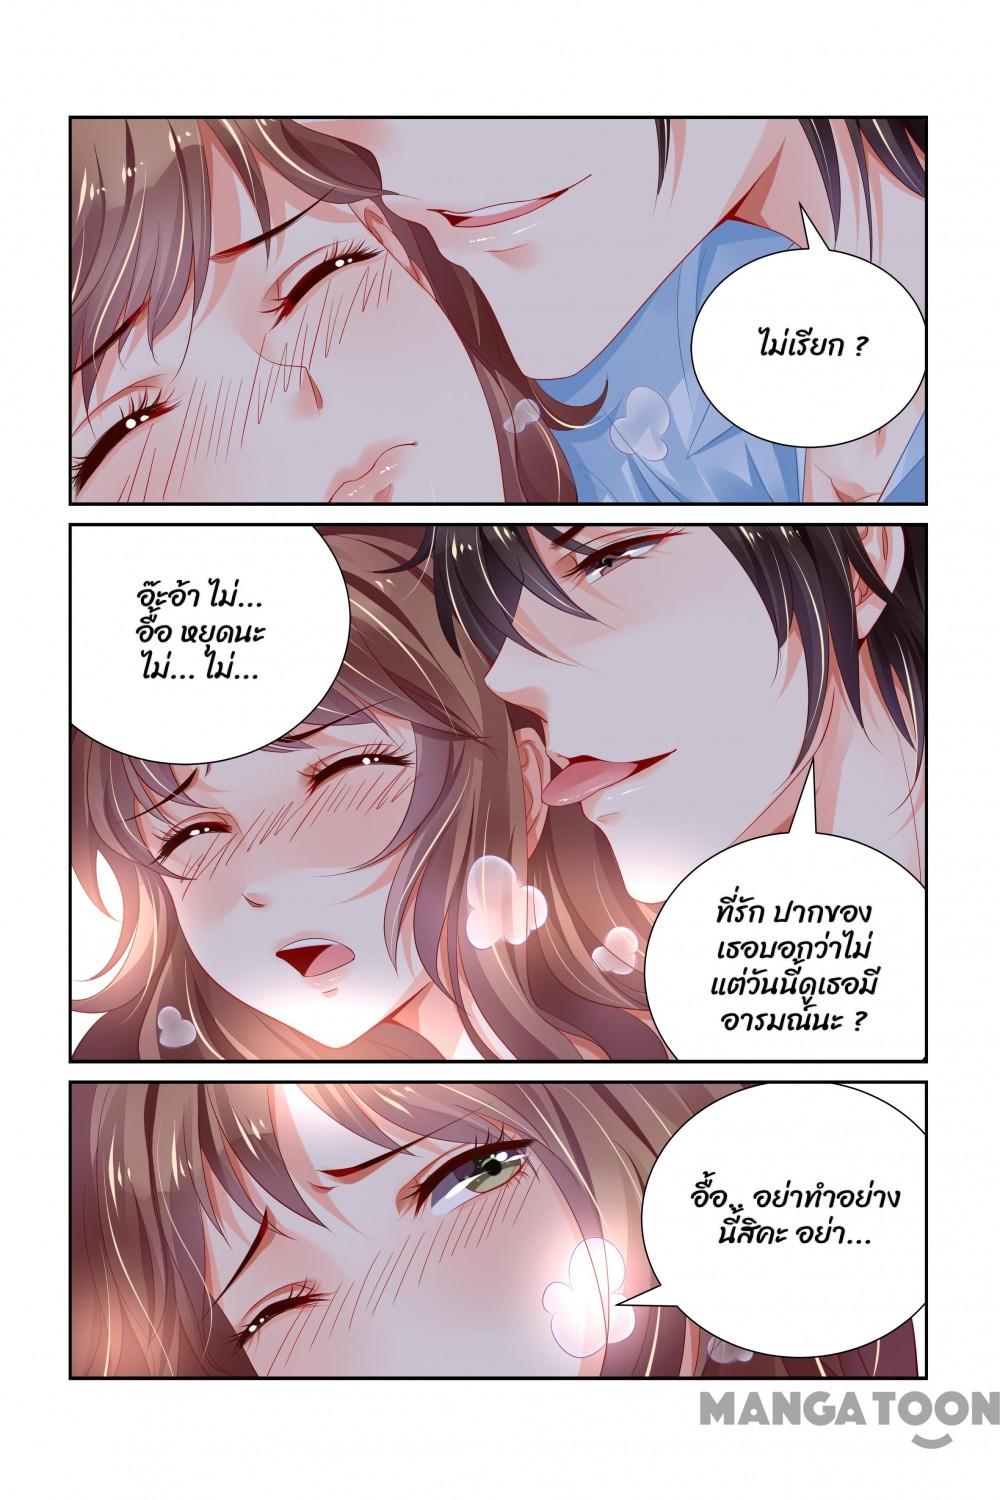 ไม่เรียก ?
อ๊ะอ้า ไม่...
อื้อ หยุดนะ
ไม่... ไม่...
ที่รัก ปากของ
เธอบอกว่าไม่
แต่วันนี้ดูเธอมี
อารมณ์นะ ?
อื้อ.. อย่าทำอย่าง
นี้สิคะ อย่า...
MANGATOON